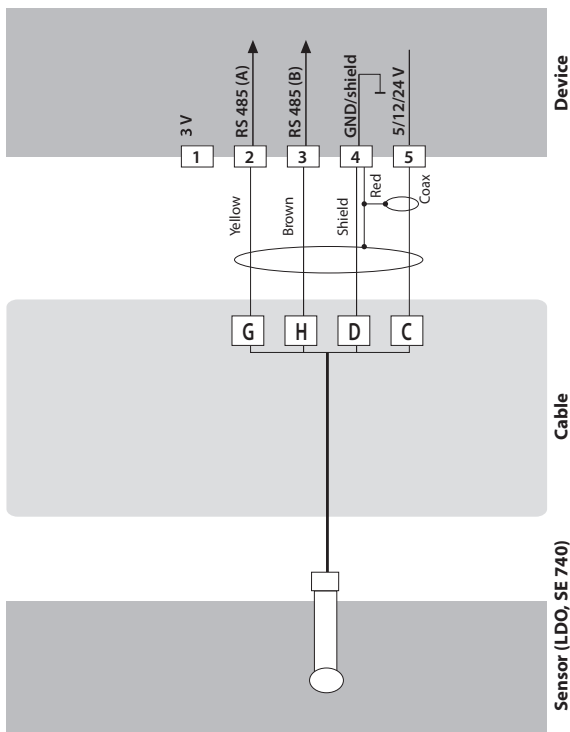 Device
3 V
RS 485 (A)
RS 485 (B)
GND/shield
5/12/24 V
1
2
3
4
5
Yellow
Brown
Shield
Red
Coax
G
H
D
C
Cable
Sensor (LDO, SE 740)